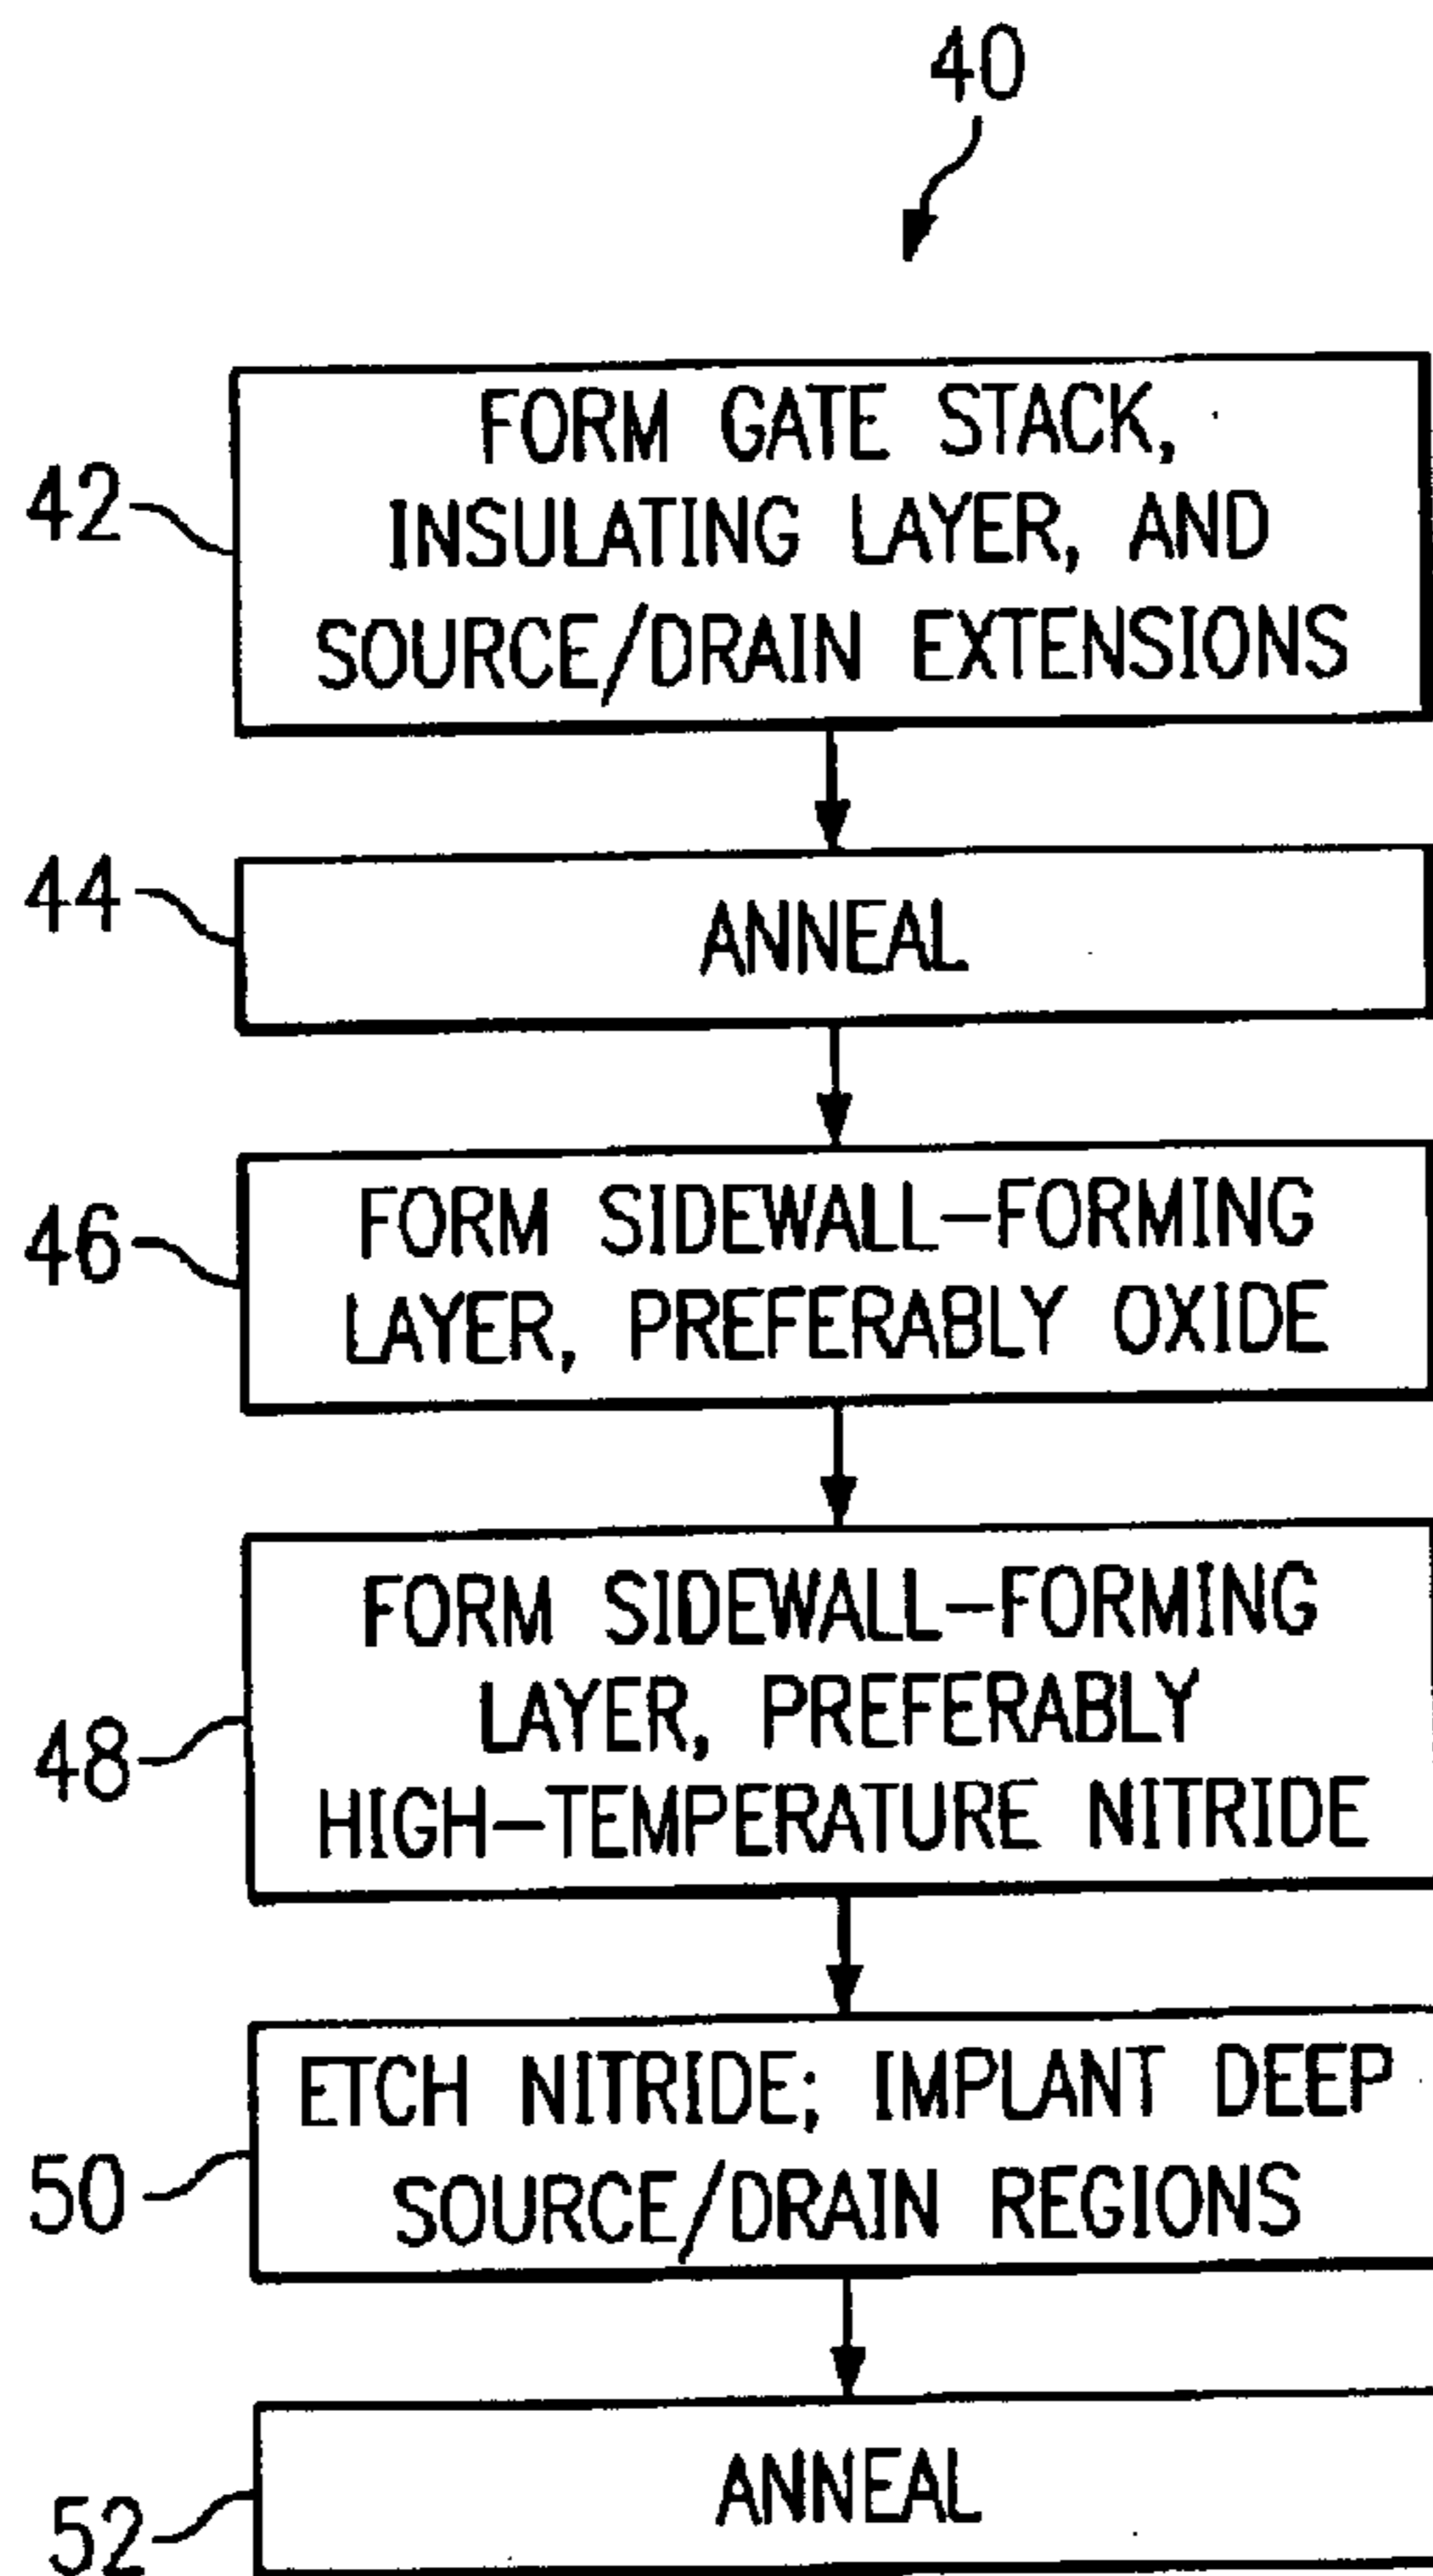 40
42
FORM GATE STACK,
INSULATING LAYER, AND
SOURCE/DRAIN EXTENSIONS
44
ANNEAL
46
FORM SIDEWALL-FORMING
LAYER, PREFERABLY OXIDE
48
FORM SIDEWALL-FORMING
LAYER, PREFERABLY
HIGH-TEMPERATURE NITRIDE
50
ETCH NITRIDE; IMPLANT DEEP
SOURCE/DRAIN REGIONS
52
ANNEAL